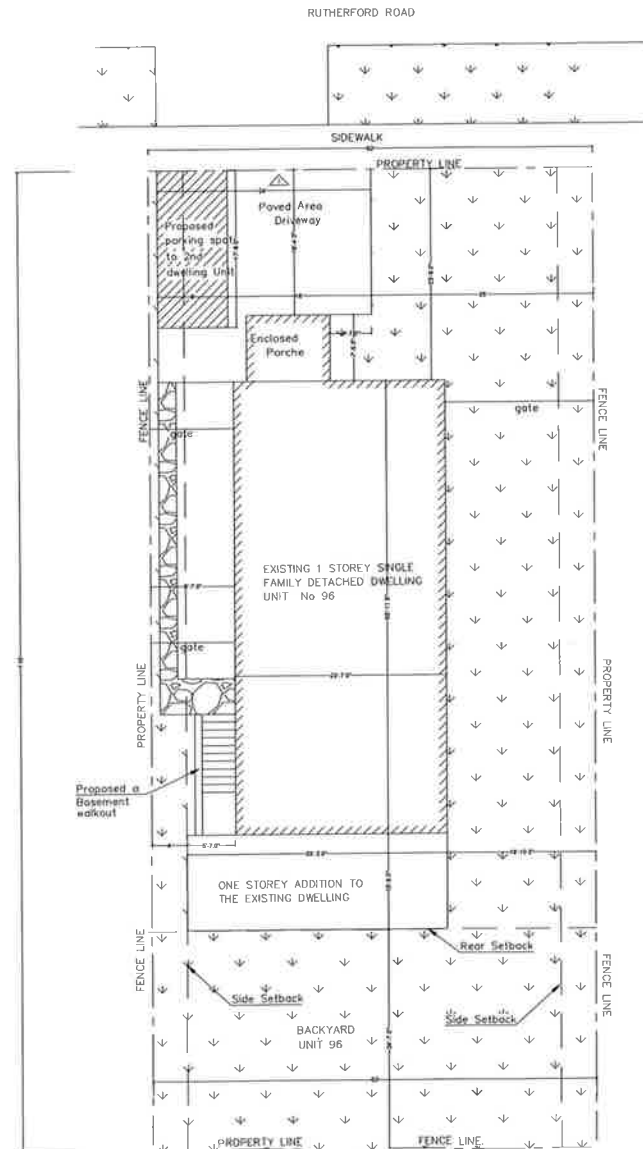 RUTHERFORD ROAD
SIDEWALK
PROPERTY LINE
Paved Area
Driveway
Proposed
parking spot
to 2nd
dwelling Unit
Enclosed
Porche
FENCE LINE
gate
gate
FENCE LINE
EXISTING 1 STOREY SINGLE
FAMILY DETACHED DWELLING
UNIT No 96
gate
PROPERTY LINE
PROPERTY LINE
Proposed a
Basement
walkout
ONE STOREY ADDITION TO
THE EXISTING DWELLING
Rear Setback
FENCE LINE
FENCE LINE
Side Setback
Side Setback
BACKYARD
UNIT 96
PROPERTY LINE
FENCE LINE